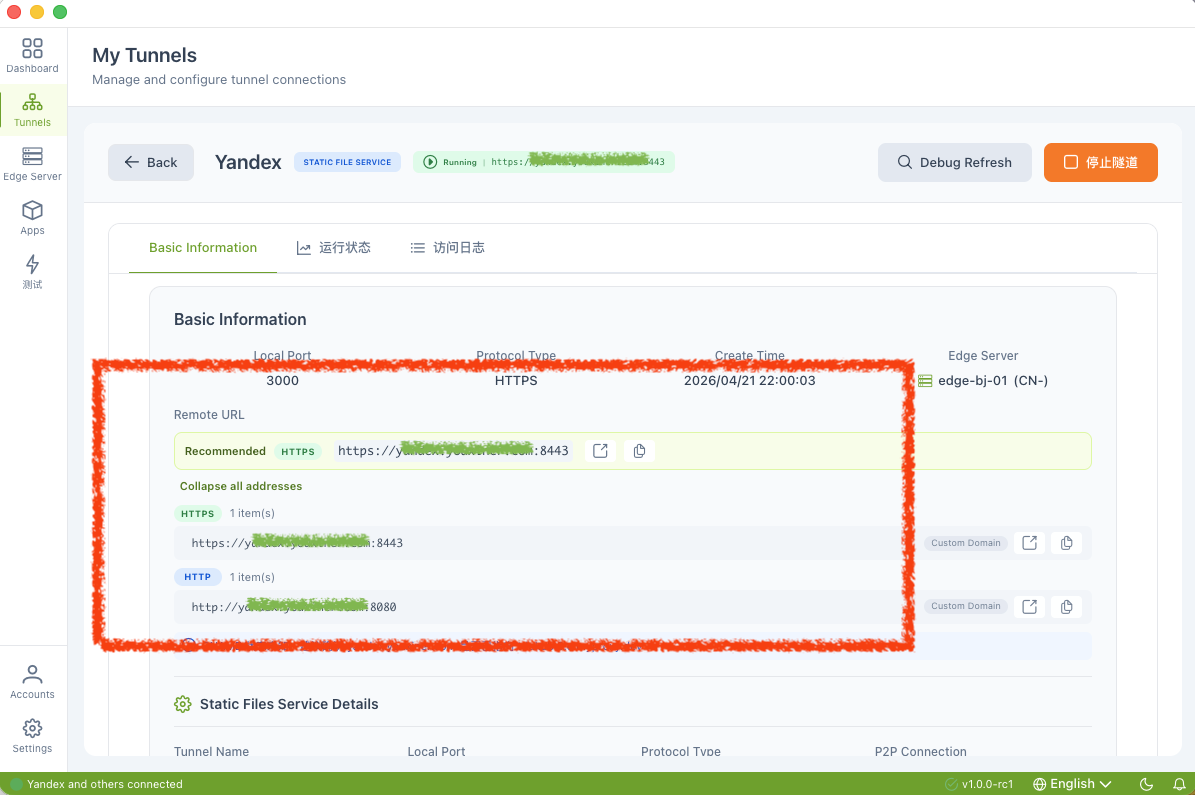 Dashboard
Tunnels
Edge Server
Apps
测试
Accounts
Settings
My Tunnels
Manage and configure tunnel connections
Back
Yandex
STATIC FILE SERVICE
Running | https:// 443
Debug Refresh
停止隧道
Basic Information
运行状态
访问日志
Basic Information
Local Port Protocol Type Create Time Edge Server
3000 HTTPS 2026/04/21 22:00:03 edge-bj-01 (CN-)
Remote URL
Recommended HTTPS https:// :8443
Collapse all addresses
HTTPS 1 item(s)
https:// :8443 Custom Domain
HTTP 1 item(s)
http:// :8080 Custom Domain
Static Files Service Details
Tunnel Name Local Port Protocol Type P2P Connection
Yandex and others connected
v1.0.0-rc1
English